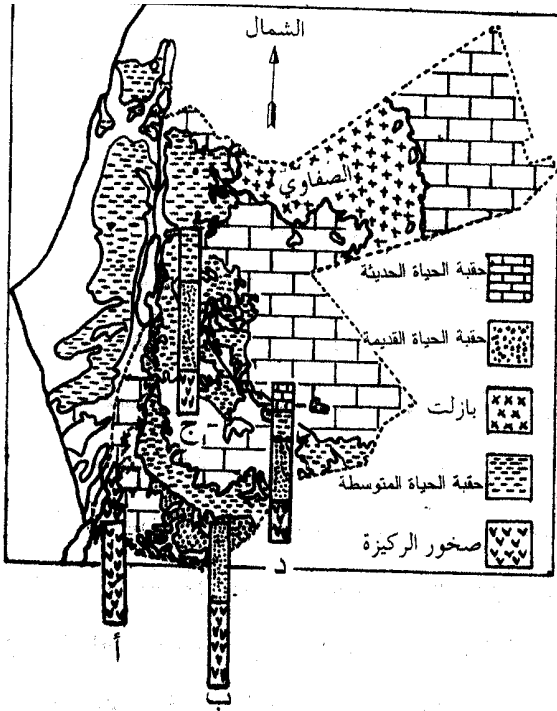 الشمال
الصفاوي
حقبة الحياة الحديثة
حقبة الحياة القديمة
بازلت
حقبة الحياة المتوسطة
صخور الركيزة
ج
د
أ
ب